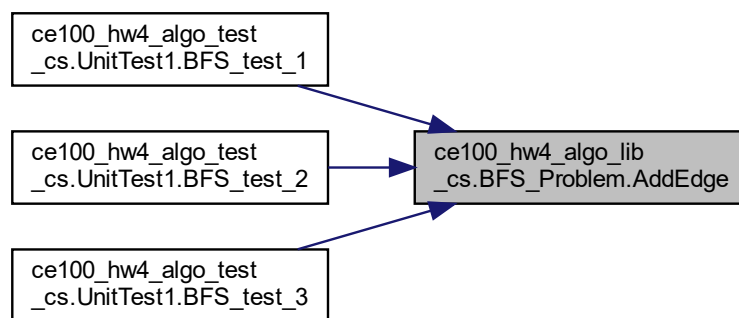 ce100_hw4_algo_test
_cs.UnitTest1.BFS_test_1
ce100_hw4_algo_test
_cs.UnitTest1.BFS_test_2
ce100_hw4_algo_lib
_cs.BFS_Problem.AddEdge
ce100_hw4_algo_test
_cs.UnitTest1.BFS_test_3